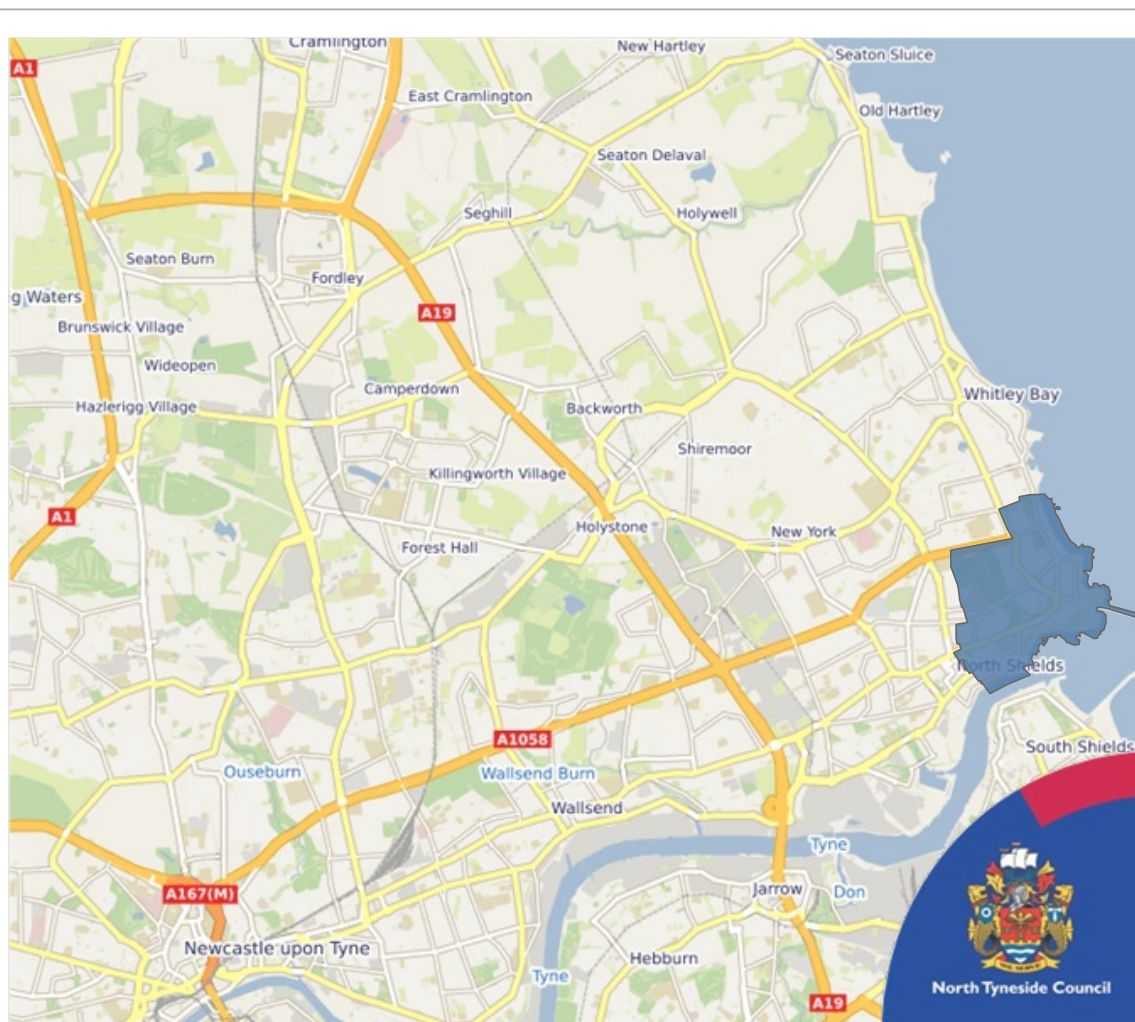 Cramlington
New Hartley
Seaton Sluice
A1
East Cramlington
Old Hartley
Seaton Delaval
Seghill
Holywell
Seaton Burn
Fordley
g Waters
A19
Brunswick Village
Wideopen
Camperdown
Whitley Bay
Hazlerigg Village
Backworth
Shiremoor
Killingworth Village
A1
Holystone
New York
Forest Hall
North Shields
A1058
South Shields
Ouseburn
Wallsend Burn
Wallsend
Tyne
A167(M)
Jarrow
Don
Newcastle upon Tyne
Hebburn
Tyne
North Tyneside Council
A19